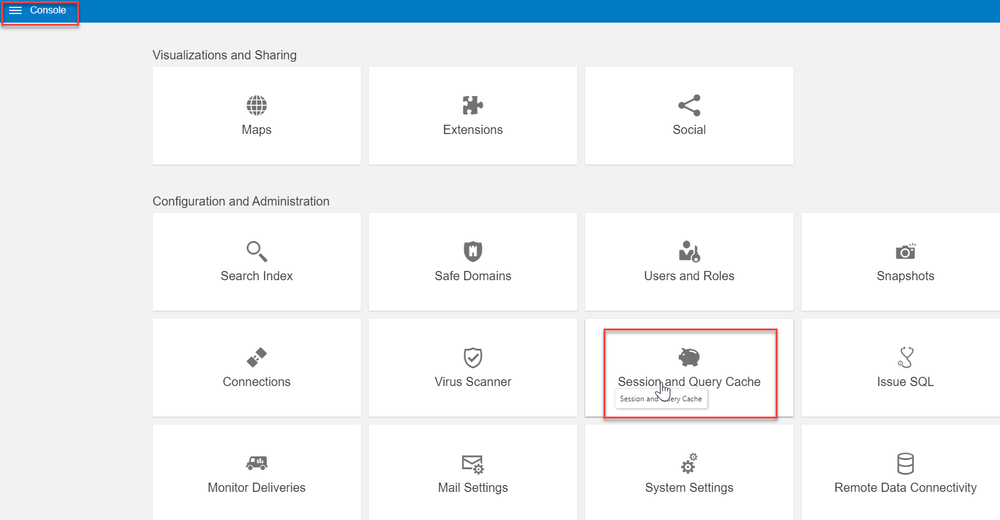 Console
Visualizations and Sharing
Maps
Extensions
Social
Configuration and Administration
Search Index
Safe Domains
Users and Roles
Snapshots
Connections
Virus Scanner
Session and Query Cache
Issue SQL
Session and Query Cache
Monitor Deliveries
Mail Settings
System Settings
Remote Data Connectivity